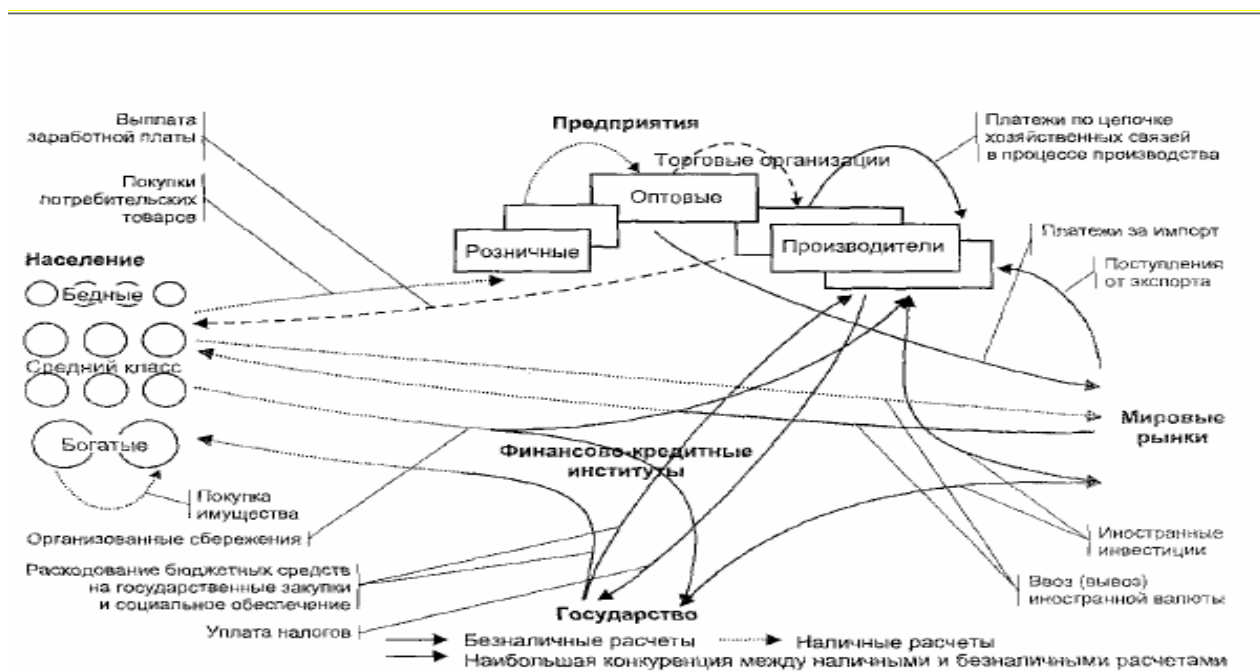 Выплата
заработной платы
Предприятия
Платежи по цепочке
хозяйственных связей
в процессе производства
Торговые организации
Покупки
потребительских
товаров
Оптовые
Розничные
Производители
Платежи за импорт
Население
Поступления
от экспорта
Бедные
Средний класс
Мировые
рынки
Богатые
Финансово-кредитные
институты
Покупка
имущества
Организованные сбережения
Иностранные
инвестиции
Расходование бюджетных средств
на государственные закупки
и социальное обеспечение
Ввоз (вывоз)
иностранной валюты
Государство
Уплата налогов
Безналичные расчеты
Наличные расчеты
Наибольшая конкуренция между наличными и безналичными расчетами